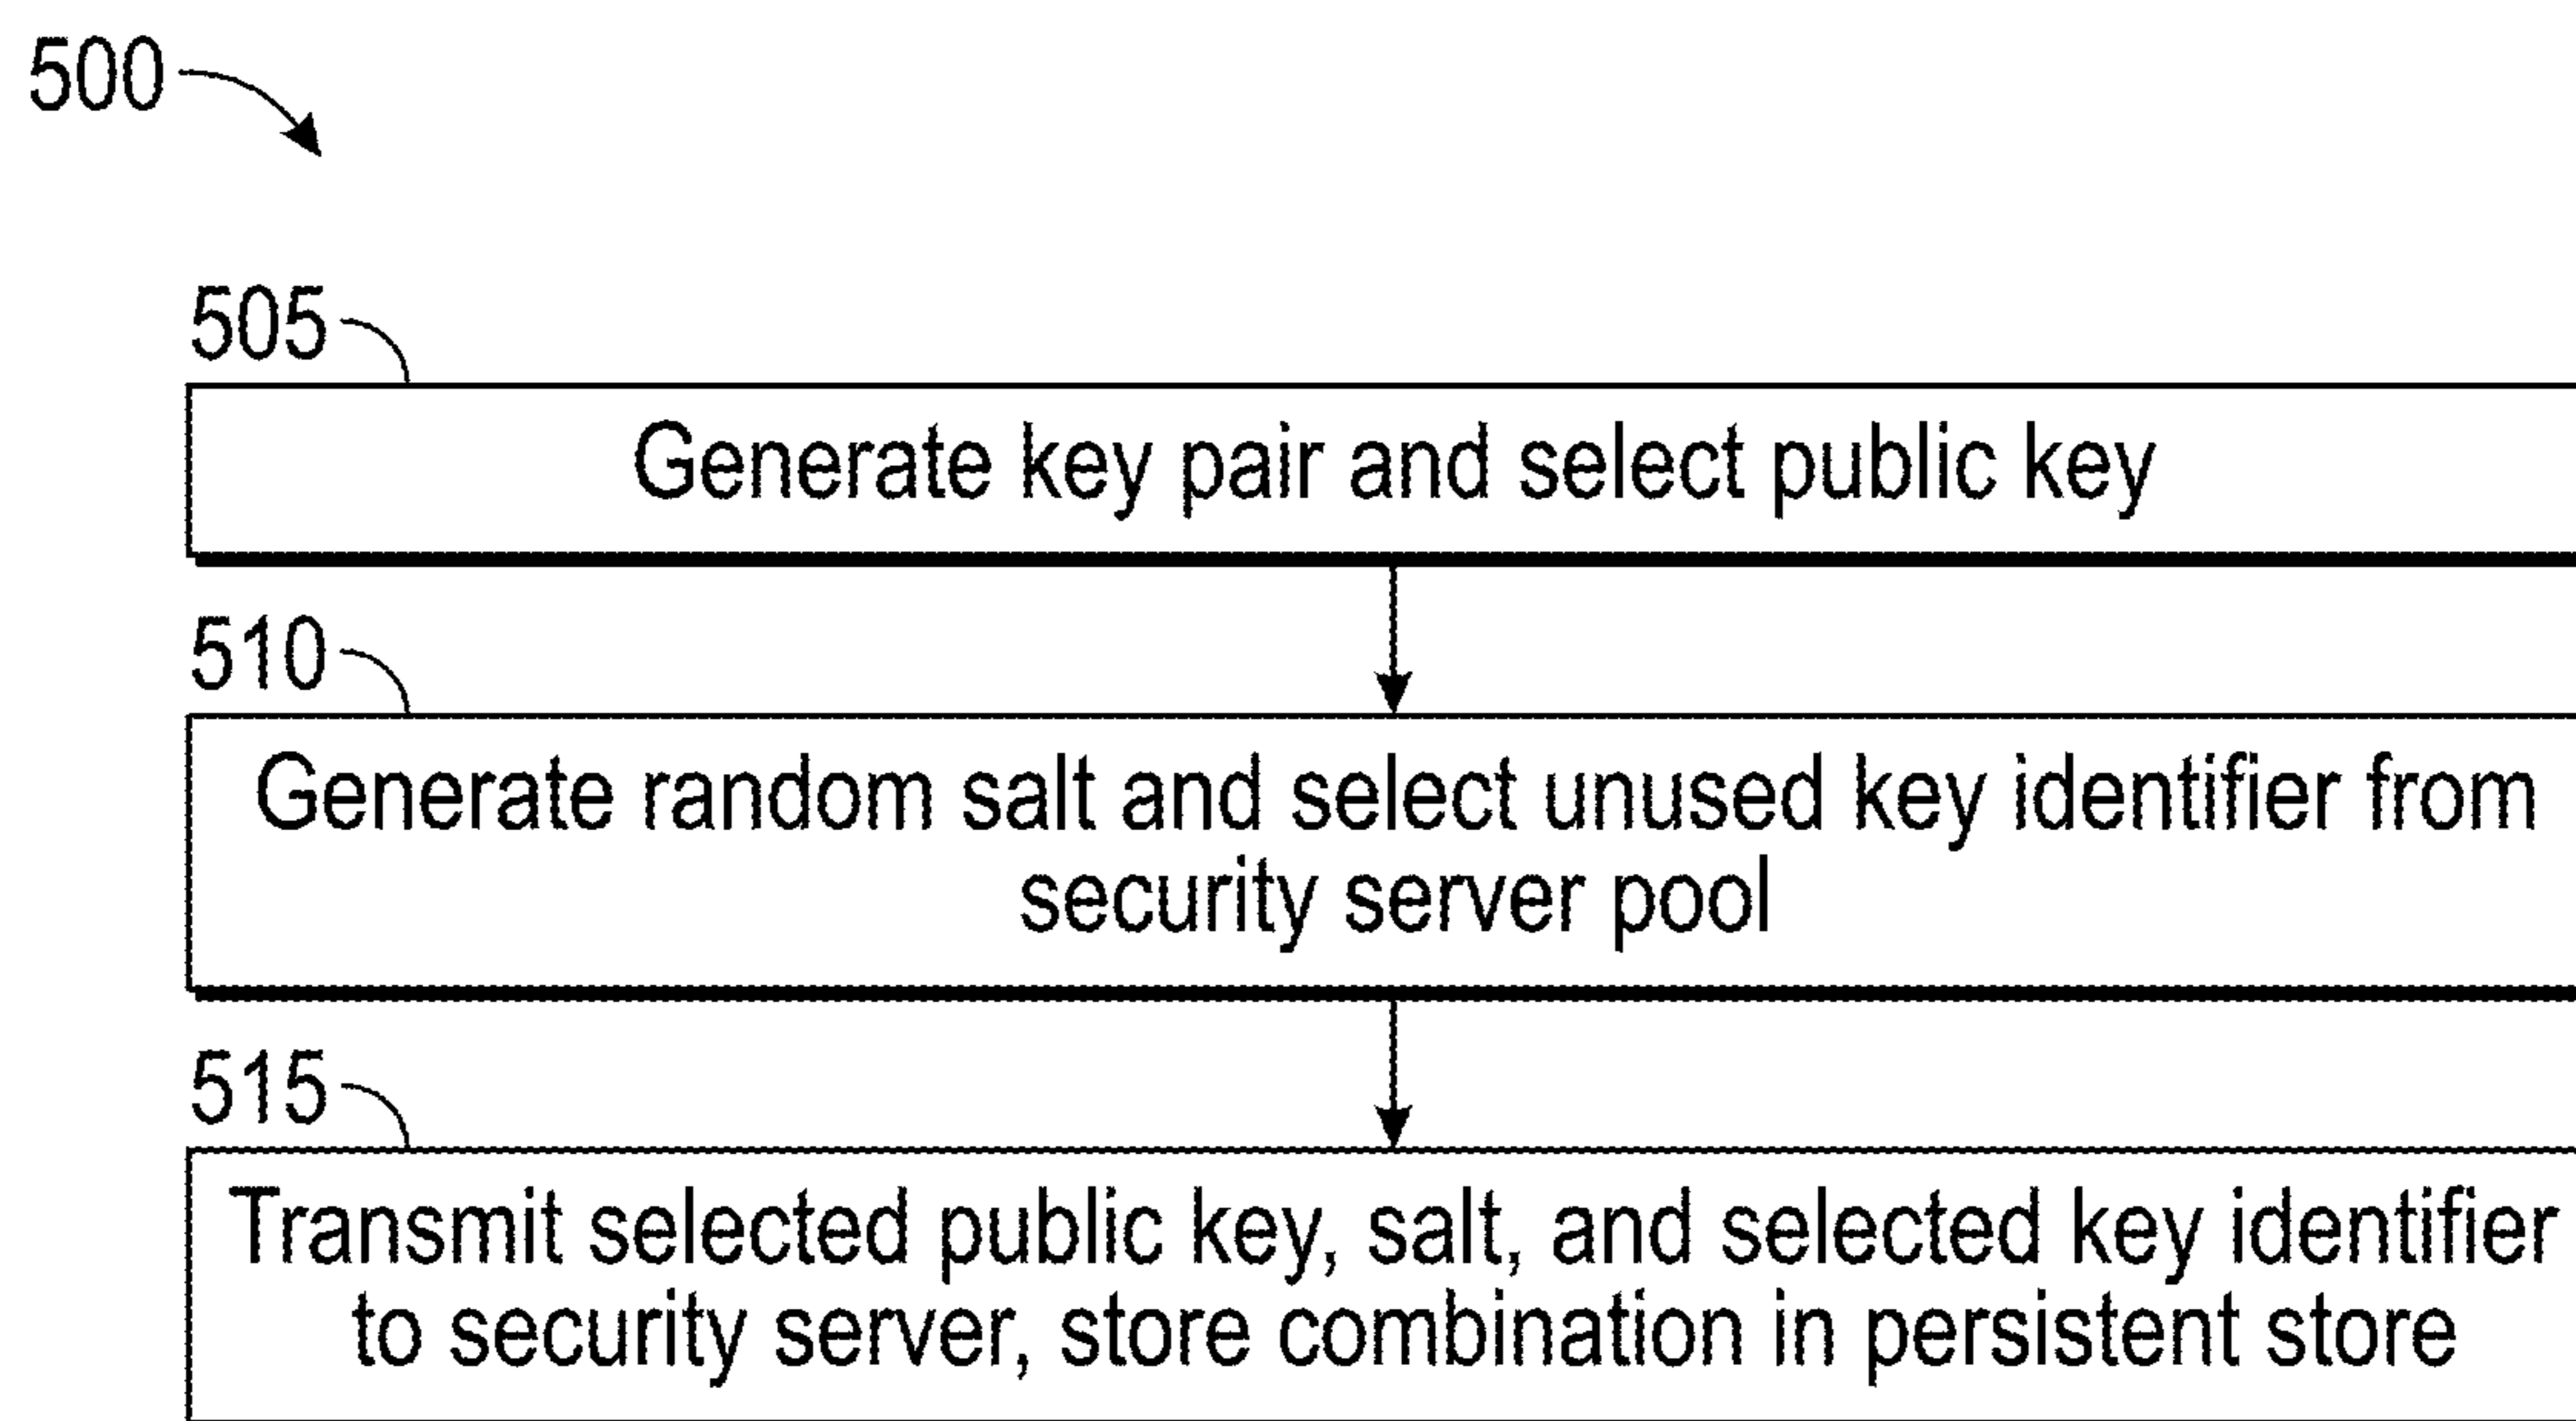 500
505
Generate key pair and select public key
510
Generate random salt and select unused key identifier from
security server pool
515
Transmit selected public key, salt, and selected key identifier
to security server, store combination in persistent store